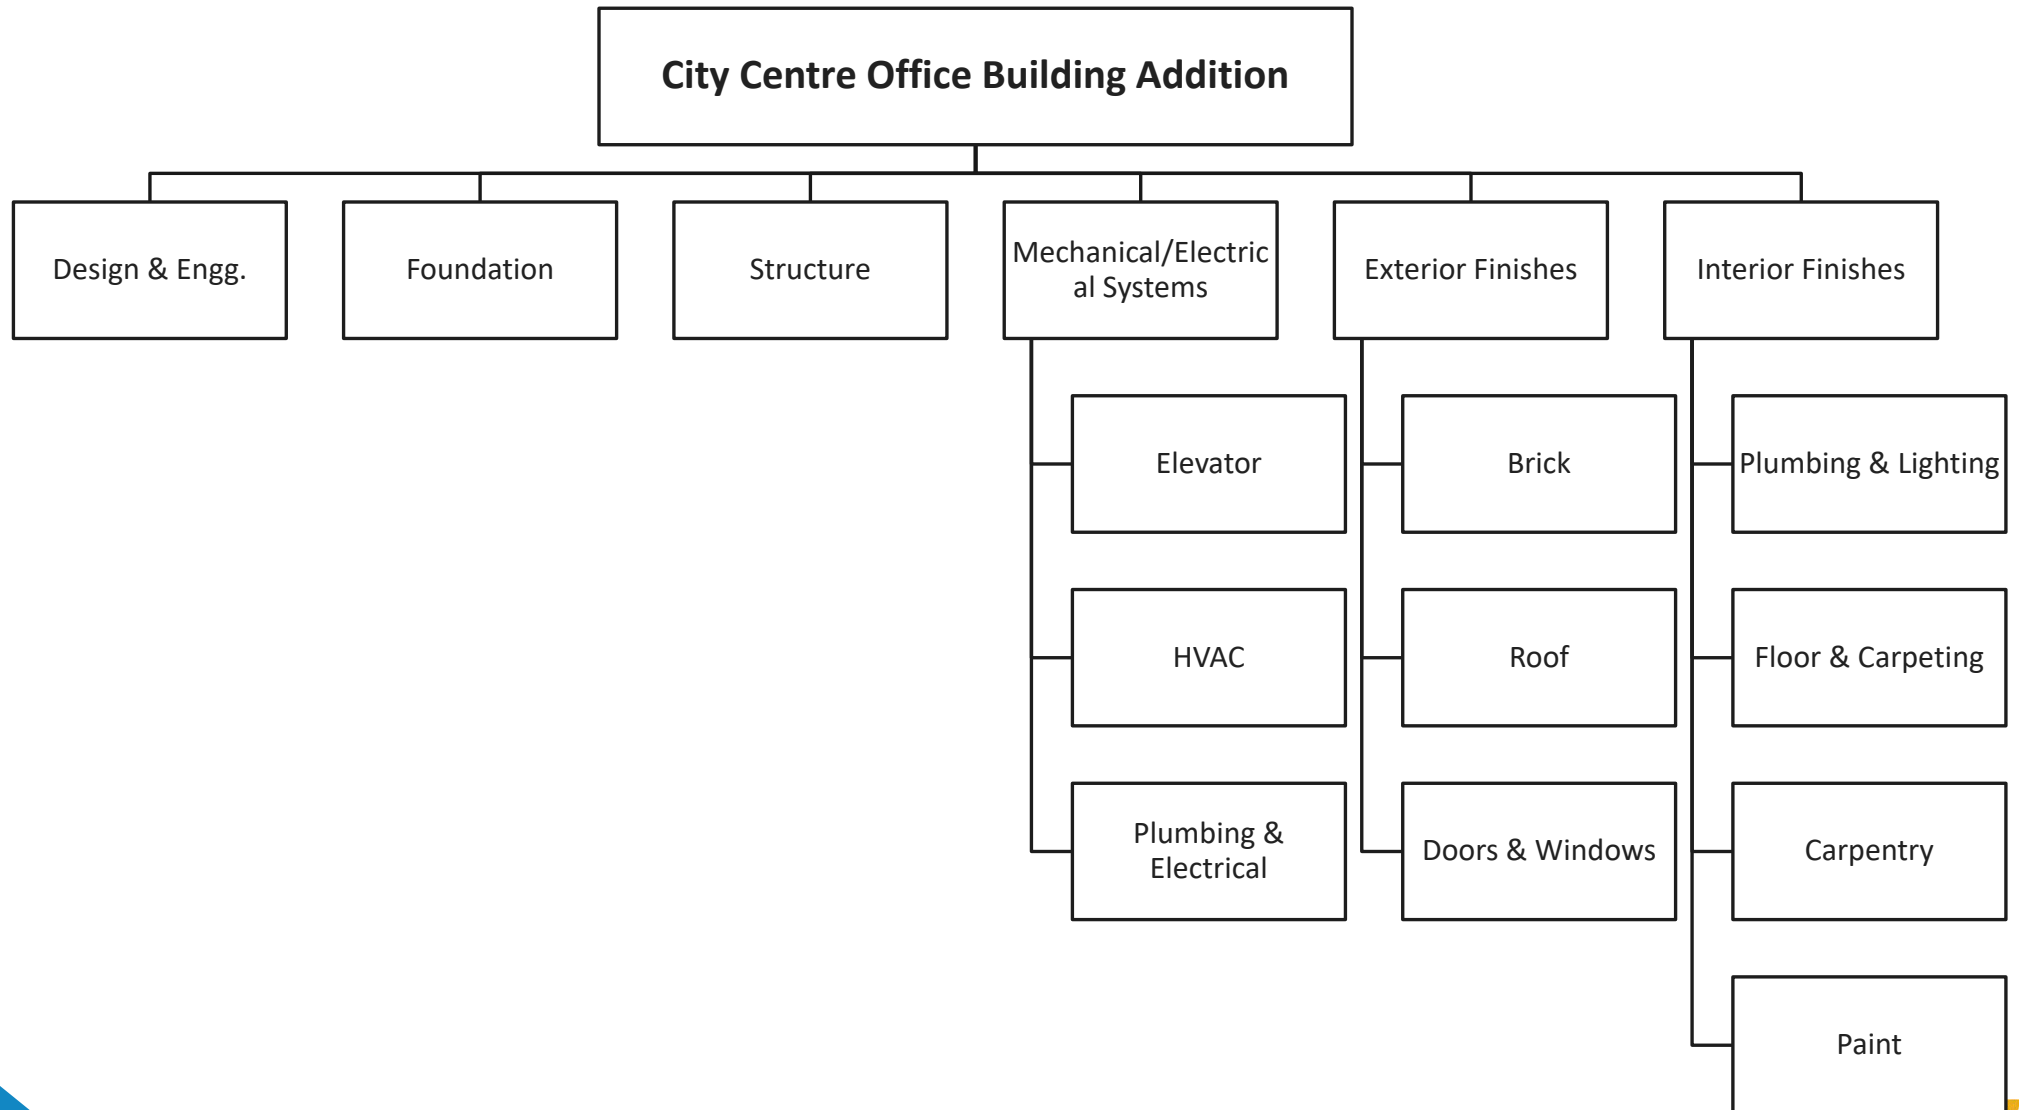 City Centre Office Building Addition
Design & Engg.
Foundation
Structure
Mechanical/Electric
al Systems
Exterior Finishes
Interior Finishes
Elevator
Brick
Plumbing & Lighting
HVAC
Roof
Floor & Carpeting
Plumbing &
Electrical
Doors & Windows
Carpentry
Paint